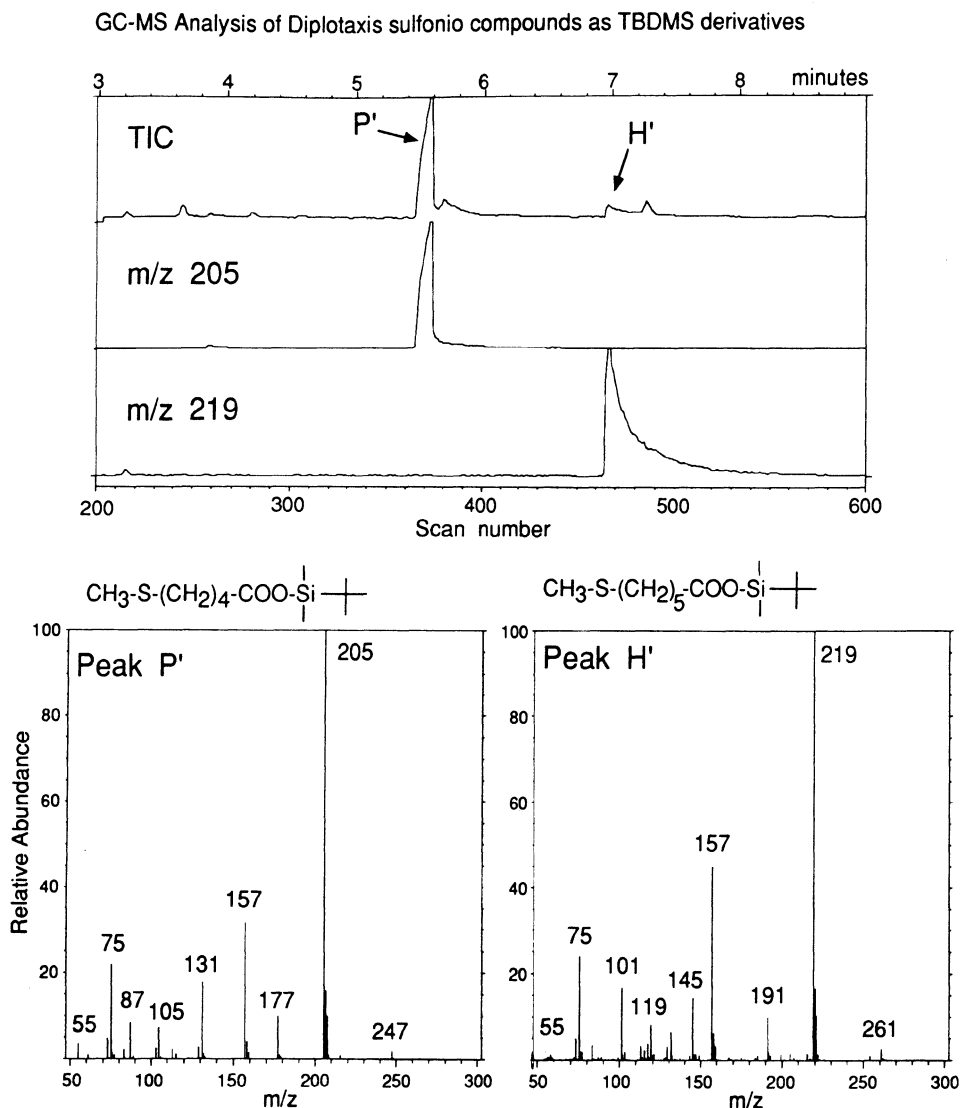 GC-MS Analysis of Diplotaxis sulfonio compounds as TBDMS derivatives
3 4 5 6 7 8 minutes
TIC
P'
H'
m/z 205
m/z 219
200 300 400 500 600
Scan number
CH3-S-(CH2)4-COO-Si
CH3-S-(CH2)5-COO-Si
Peak P'
Relative Abundance
100
80
60
40
20
205
157
75
131
87
105
177
55
247
50 100 150 200 250 300
m/z
Peak H'
100
80
60
40
20
219
157
75
101
145
119
191
55
261
50 100 150 200 250 300
m/z